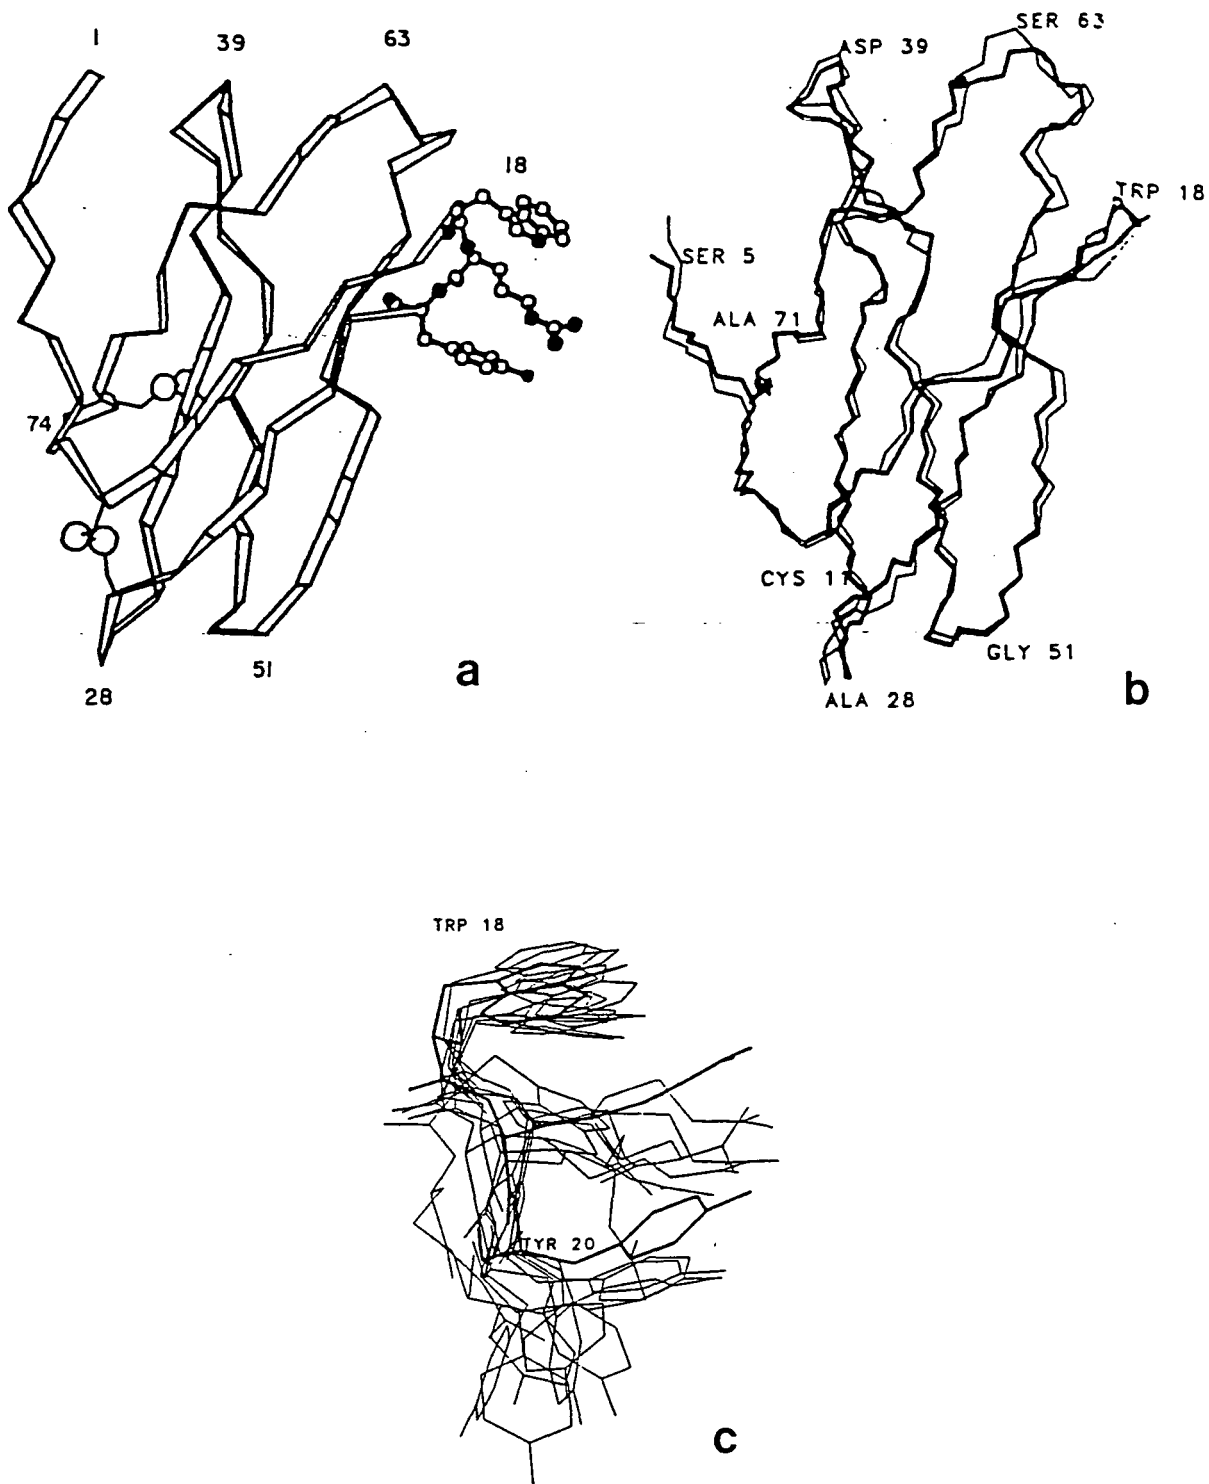 1
39
63
18
74
28
51
a
SER 63
ASP 39
TRP 18
SER 5
ALA 71
CYS 11
GLY 51
ALA 28
b
TRP 18
TYR 20
c